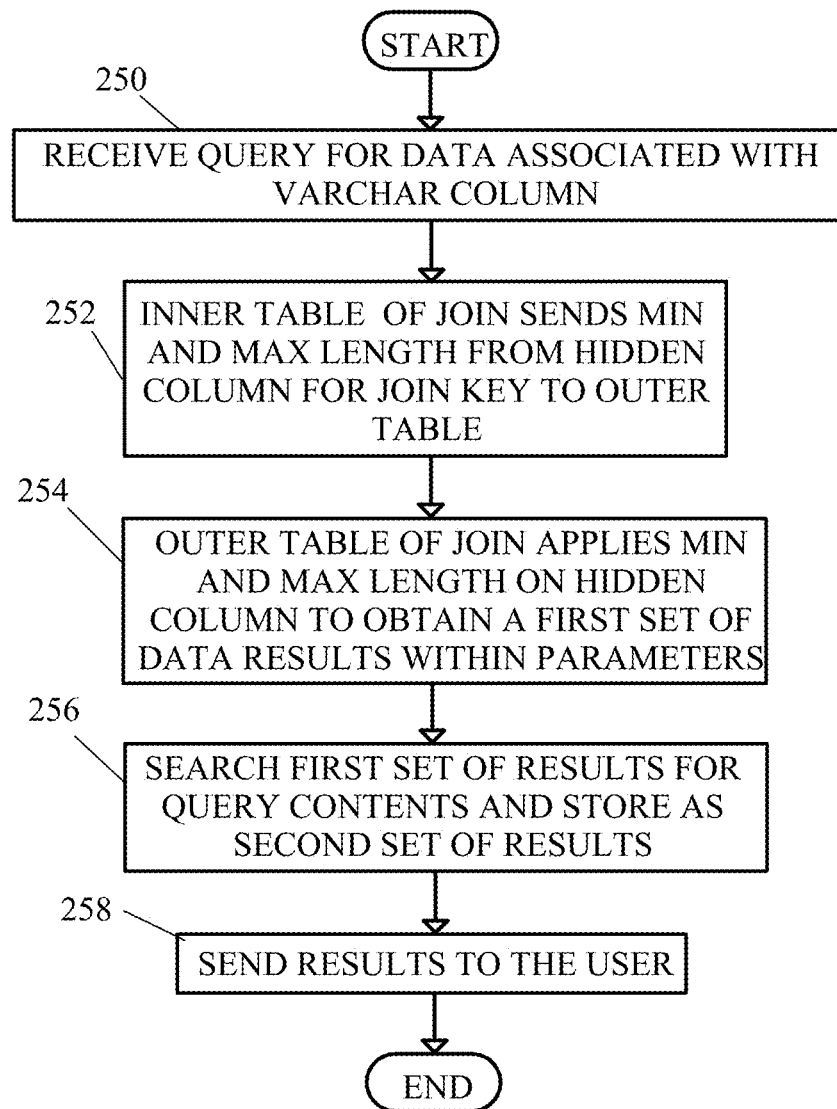 START
250
RECEIVE QUERY FOR DATA ASSOCIATED WITH
VARCHAR COLUMN
252
INNER TABLE OF JOIN SENDS MIN
AND MAX LENGTH FROM HIDDEN
COLUMN FOR JOIN KEY TO OUTER
TABLE
254
OUTER TABLE OF JOIN APPLIES MIN
AND MAX LENGTH ON HIDDEN
COLUMN TO OBTAIN A FIRST SET OF
DATA RESULTS WITHIN PARAMETERS
256
SEARCH FIRST SET OF RESULTS FOR
QUERY CONTENTS AND STORE AS
SECOND SET OF RESULTS
258
SEND RESULTS TO THE USER
END